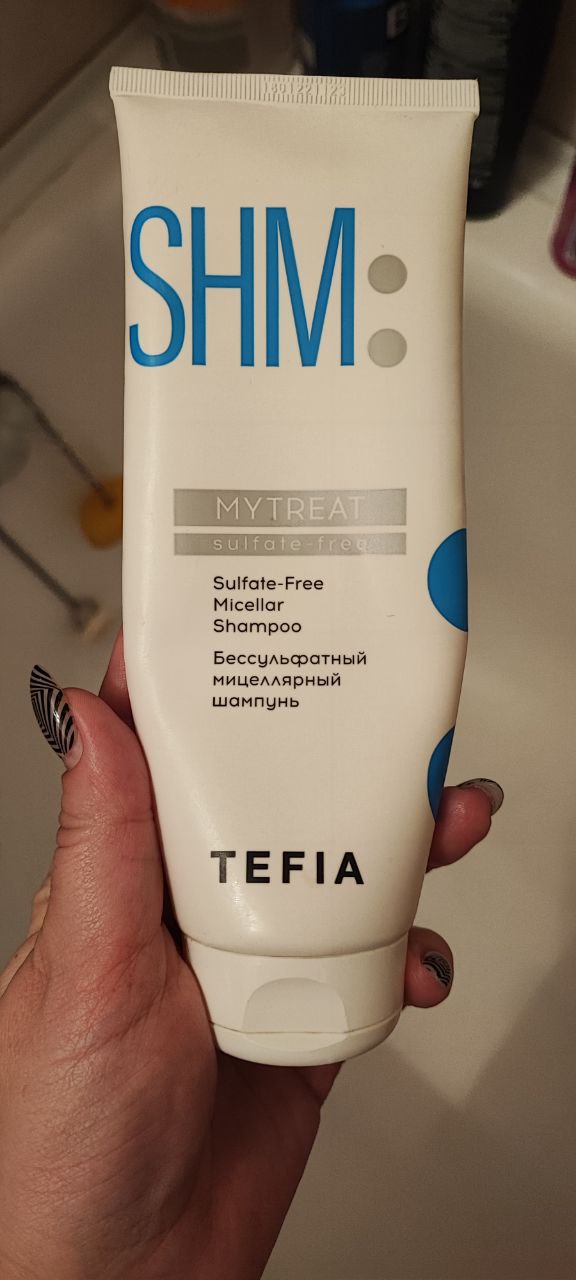 SHM:
MYTREAT
sulfate-free
Sulfate-Free
Micellar
Shampoo
Бессульфатный
мицеллярный
шампунь
TEFIA